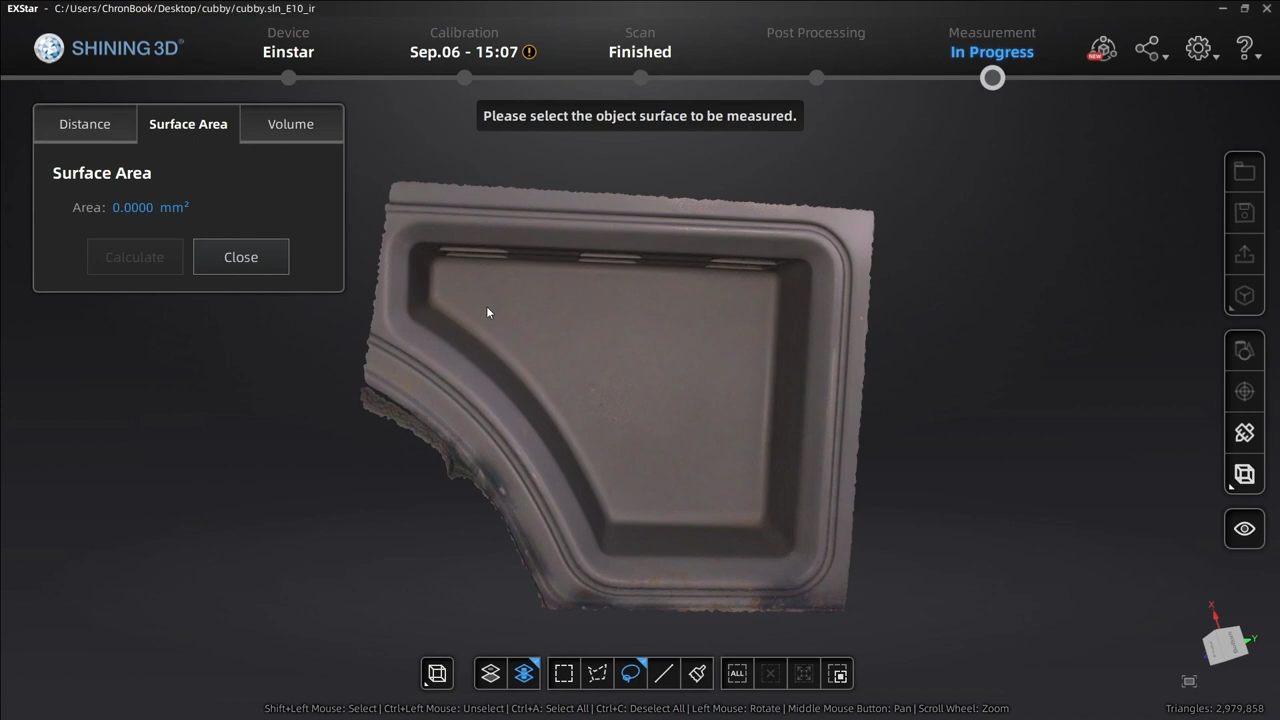 EXStar - C:/Users/ChronBook/Desktop/cubby/cubby.sln_E10_ir
SHINING 3D®
Device
Einstar
Calibration
Sep.06 - 15:07
Scan
Finished
Post Processing
Measurement
In Progress
NEW
Distance
Surface Area
Volume
Please select the object surface to be measured.
Surface Area
Area: 0.0000 mm²
Calculate
Close
X
Y
ALL
Shift+Left Mouse: Select | Ctrl+Left Mouse: Unselect | Ctrl+A: Select All | Ctrl+C: Deselect All | Left Mouse: Rotate | Middle Mouse Button: Pan | Scroll Wheel: Zoom
Triangles: 2,979,858